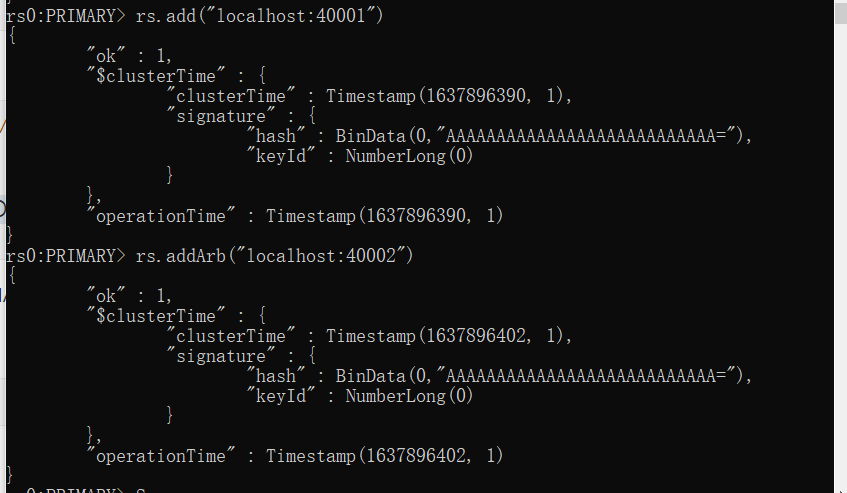 rs0:PRIMARY> rs.add("localhost:40001")
{
        "ok" : 1,
        "$clusterTime" : {
                "clusterTime" : Timestamp(1637896390, 1),
                "signature" : {
                        "hash" : BinData(0,"AAAAAAAAAAAAAAAAAAAAAAAAAAA="),
                        "keyId" : NumberLong(0)
                }
        },
        "operationTime" : Timestamp(1637896390, 1)
}
rs0:PRIMARY> rs.addArb("localhost:40002")
{
        "ok" : 1,
        "$clusterTime" : {
                "clusterTime" : Timestamp(1637896402, 1),
                "signature" : {
                        "hash" : BinData(0,"AAAAAAAAAAAAAAAAAAAAAAAAAAA="),
                        "keyId" : NumberLong(0)
                }
        },
        "operationTime" : Timestamp(1637896402, 1)
}